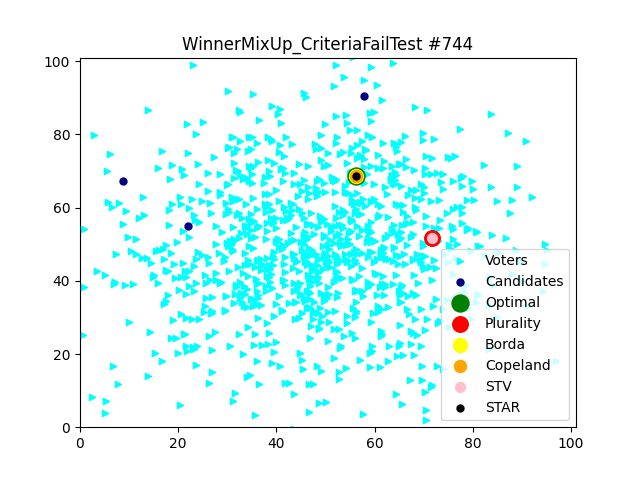 WinnerMixUp_CriteriaFailTest #744
100
80
60
40
20
0
0
20
40
60
80
100
Voters
Candidates
Optimal
Plurality
Borda
Copeland
STV
STAR